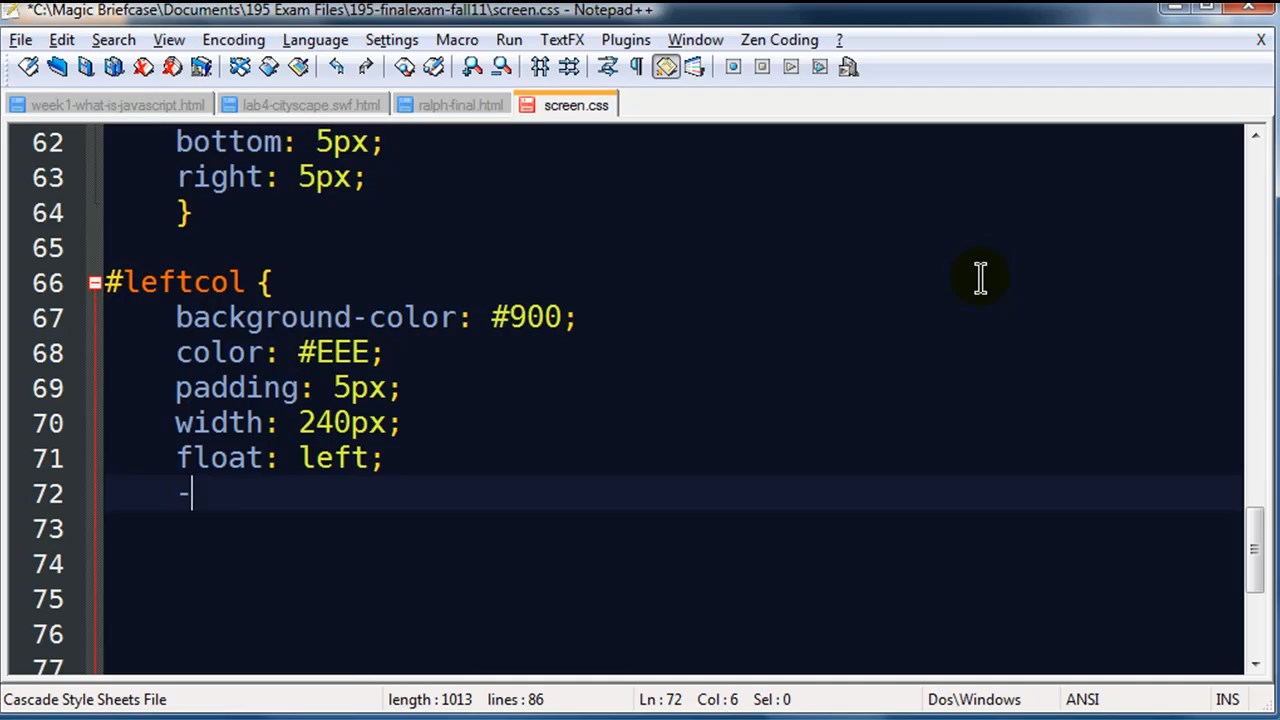 *C:\Magic Briefcase\Documents\195 Exam Files\195-finalexam-fall11\screen.css - Notepad++
File Edit Search View Encoding Language Settings Macro Run TextFX Plugins Window Zen Coding ? X
week1-what-is-javascript.html lab4-cityscape.swf.html ralph-final.html screen.css
62 bottom: 5px;
63 right: 5px;
64 }
65
66 #leftcol {
67 background-color: #900;
68 color: #EEE;
69 padding: 5px;
70 width: 240px;
71 float: left;
72 -
73
74
75
76
77
Cascade Style Sheets File length : 1013 lines : 86 Ln : 72 Col : 6 Sel : 0 Dos\Windows ANSI INS